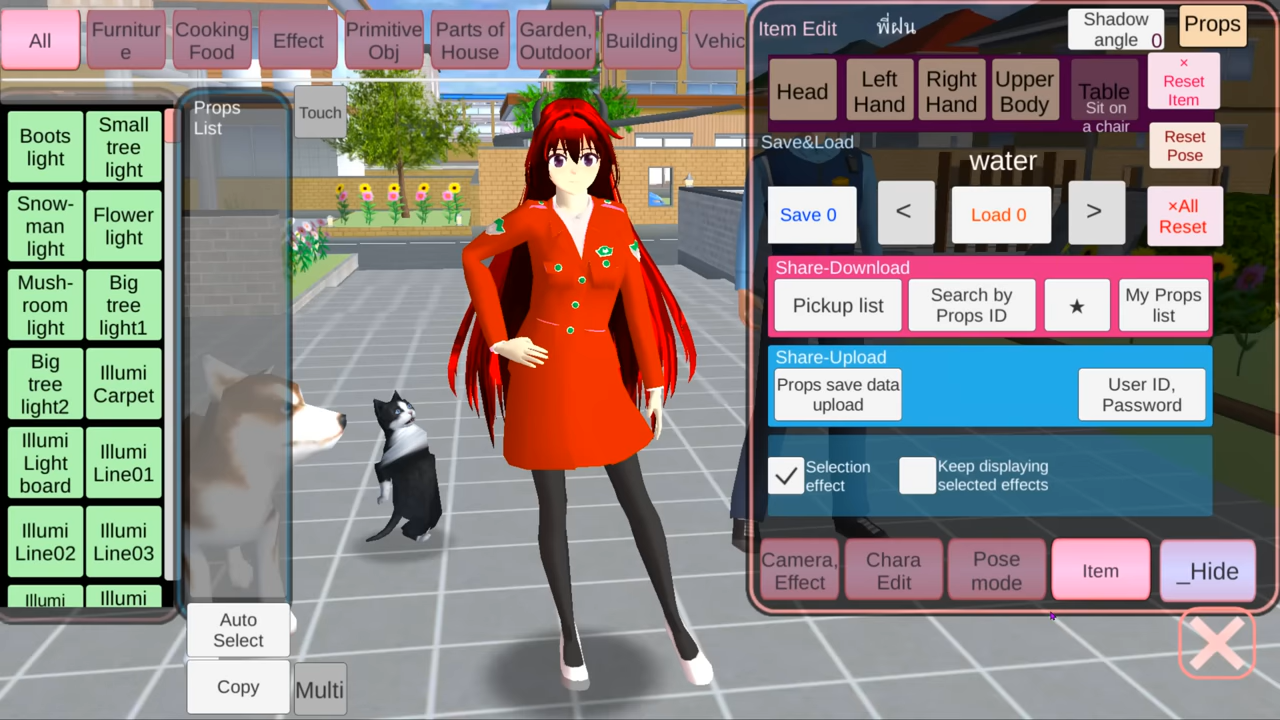 All
Furnitur
e
Cooking
Food
Effect
Primitive
Obj
Parts of
House
Garden,
Outdoor
Building
Vehic
Boots
light
Small
tree
light
Snow-
man
light
Flower
light
Mush-
room
light
Big
tree
light1
Big
tree
light2
Illumi
Carpet
Illumi
Light
board
Illumi
Line01
Illumi
Line02
Illumi
Line03
Illumi
Illumi
Props
List
Touch
Auto
Select
Copy
Multi
Item Edit
พี่ฝน
Shadow
angle 0
Props
Head
Left
Hand
Right
Hand
Upper
Body
Table
Sit on
a chair
×
Reset
Item
Reset
Pose
Save&Load
water
Save 0
<
Load 0
>
×All
Reset
Share-Download
Pickup list
Search by
Props ID
★
My Props
list
Share-Upload
Props save data
upload
User ID,
Password
Selection
effect
Keep displaying
selected effects
Camera,
Effect
Chara
Edit
Pose
mode
Item
_Hide